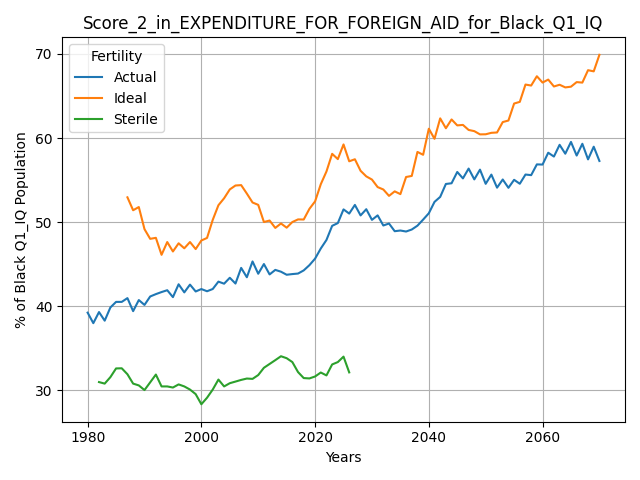 Score_2_in_EXPENDITURE_FOR_FOREIGN_AID_for_Black_Q1_IQ
Fertility
Actual
Ideal
Sterile
% of Black Q1_IQ Population
70
60
50
40
30
1980
2000
2020
2040
2060
Years